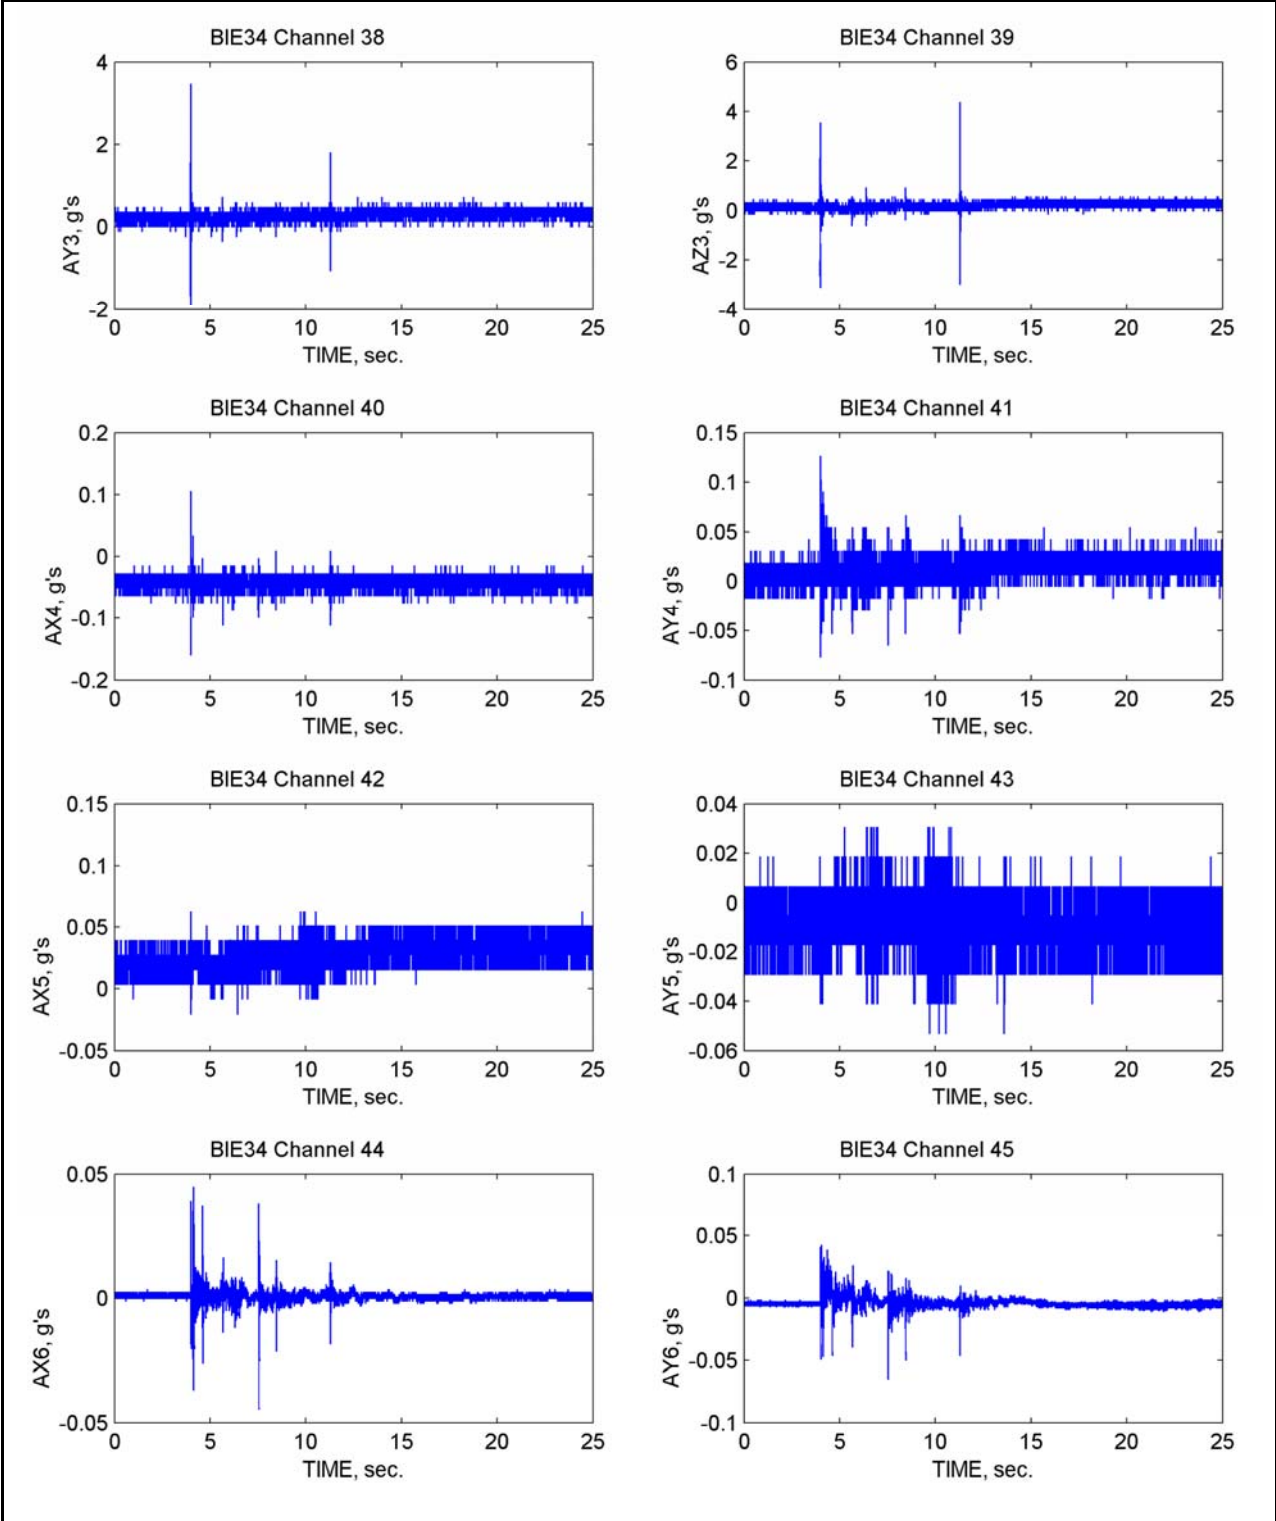 BIE34 Channel 38
4
2
0
-2
AY3, g's
0 5 10 15 20 25
TIME, sec.
BIE34 Channel 39
6
4
2
0
-2
-4
AZ3, g's
0 5 10 15 20 25
TIME, sec.
BIE34 Channel 40
0.2
0.1
0
-0.1
-0.2
AX4, g's
0 5 10 15 20 25
TIME, sec.
BIE34 Channel 41
0.15
0.1
0.05
0
-0.05
-0.1
AY4, g's
0 5 10 15 20 25
TIME, sec.
BIE34 Channel 42
0.15
0.1
0.05
0
-0.05
AX5, g's
0 5 10 15 20 25
TIME, sec.
BIE34 Channel 43
0.04
0.02
0
-0.02
-0.04
-0.06
AY5, g's
0 5 10 15 20 25
TIME, sec.
BIE34 Channel 44
0.05
0
-0.05
AX6, g's
0 5 10 15 20 25
TIME, sec.
BIE34 Channel 45
0.1
0.05
0
-0.05
-0.1
AY6, g's
0 5 10 15 20 25
TIME, sec.